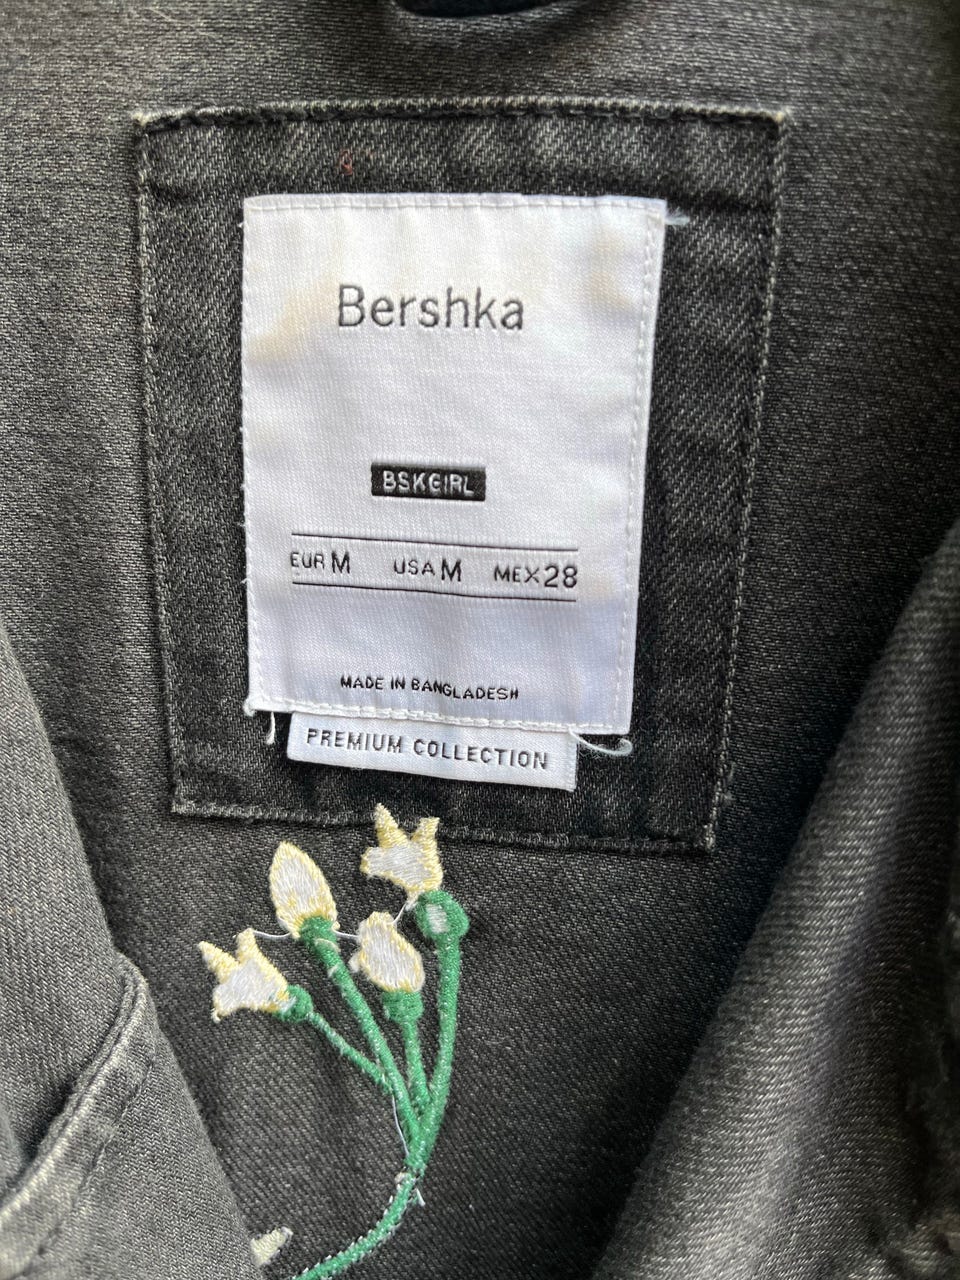 Bershka
BSKGIRL
EUR M USA M MEX 28
MADE IN BANGLADESH
PREMIUM COLLECTION